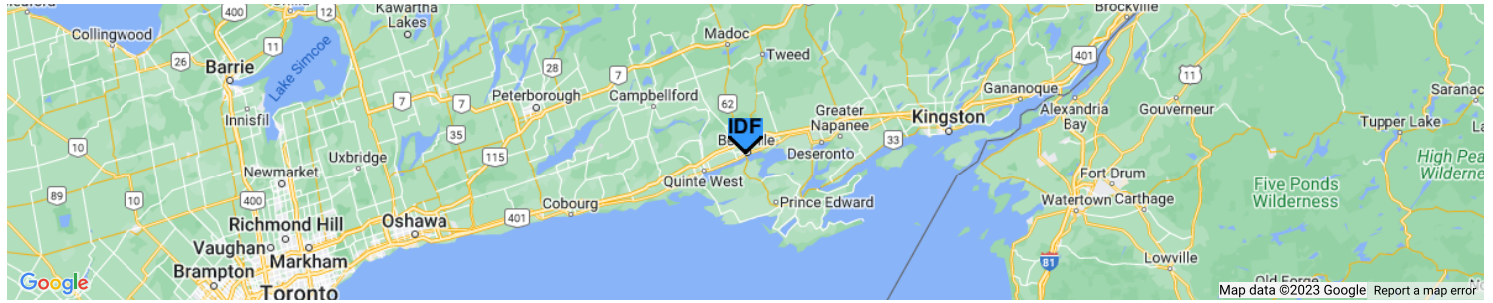 Collingwood
400
12
Kawartha
Lakes
Brockville
26
11
Barrie
Lake Simcoe
Madoc
Tweed
401
28
7
11
Peterborough
Campbellford
62
Gananoque
Alexandria
Bay
Gouverneur
Saranac
7
7
Innisfil
IDF
Greater
Napanee
Kingston
Tupper Lake
35
33
10
115
Deseronto
Uxbridge
Newmarket
Quinte West
Fort Drum
High Pea
Wilderne
Five Ponds
Wilderness
89
10
400
Prince Edward
Watertown
Carthage
Cobourg
401
Richmond Hill
Oshawa
Vaughan
Markham
81
Lowville
Brampton
Google
Toronto
Old Forge
Map data ©2023 Google
Report a map error